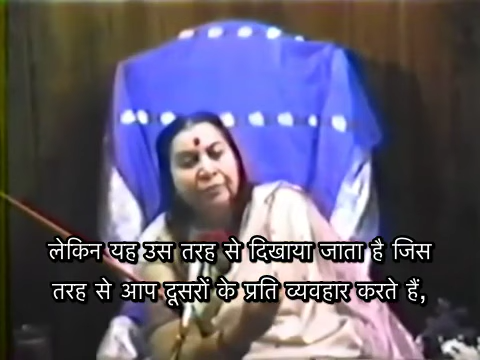 लेकिन यह उस तरह से दिखाया जाता है जिस
तरह से आप दूसरों के प्रति व्यवहार करते हैं,